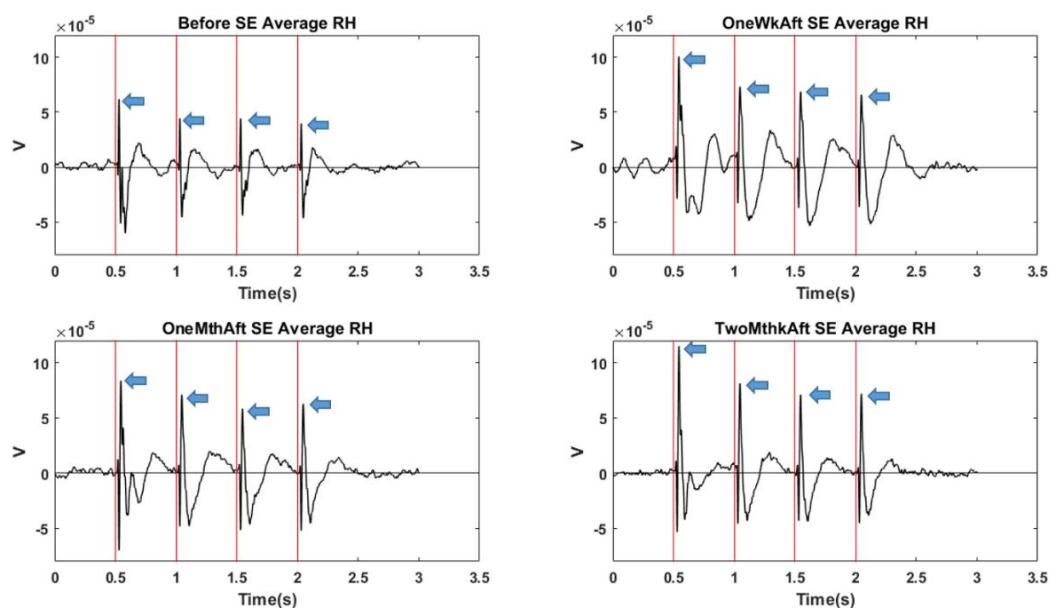 Before SE Average RH
×10⁻⁵
10
5
0
-5
V
0 0.5 1 1.5 2 2.5 3 3.5
Time(s)
OneWkAft SE Average RH
×10⁻⁵
10
5
0
-5
V
0 0.5 1 1.5 2 2.5 3 3.5
Time(s)
OneMthAft SE Average RH
×10⁻⁵
10
5
0
-5
V
0 0.5 1 1.5 2 2.5 3 3.5
Time(s)
TwoMthkAft SE Average RH
×10⁻⁵
10
5
0
-5
V
0 0.5 1 1.5 2 2.5 3 3.5
Time(s)